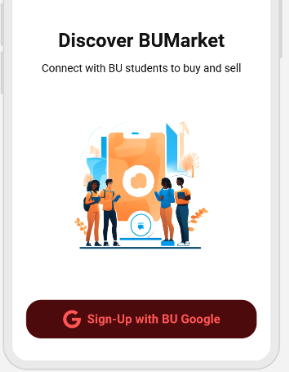 Discover BUMarket
Connect with BU students to buy and sell
Sign-Up with BU Google